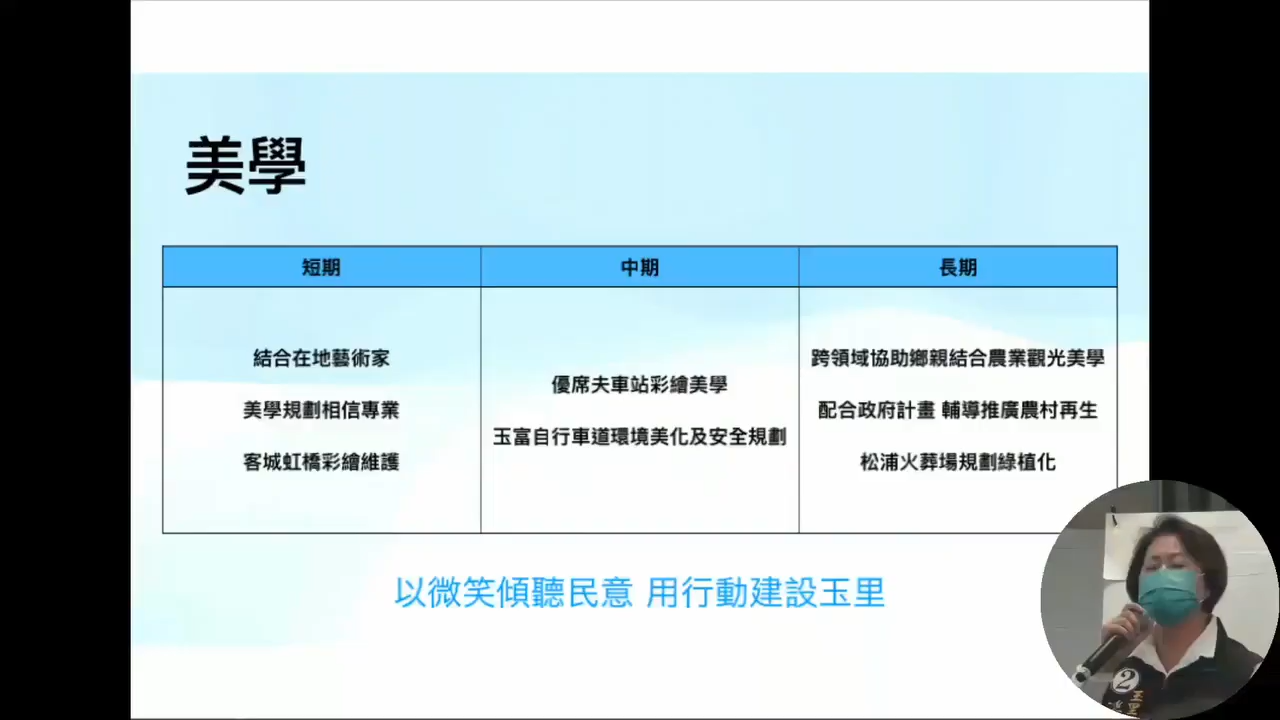 美學
短期
中期
長期
結合在地藝術家
美學規劃相信專業
客城虹橋彩繪維護
優席夫車站彩繪美學
玉富自行車道環境美化及安全規劃
跨領域協助鄉親結合農業觀光美學
配合政府計畫 輔導推廣農村再生
松浦火葬場規劃綠植化
以微笑傾聽民意 用行動建設玉里
2
玉里